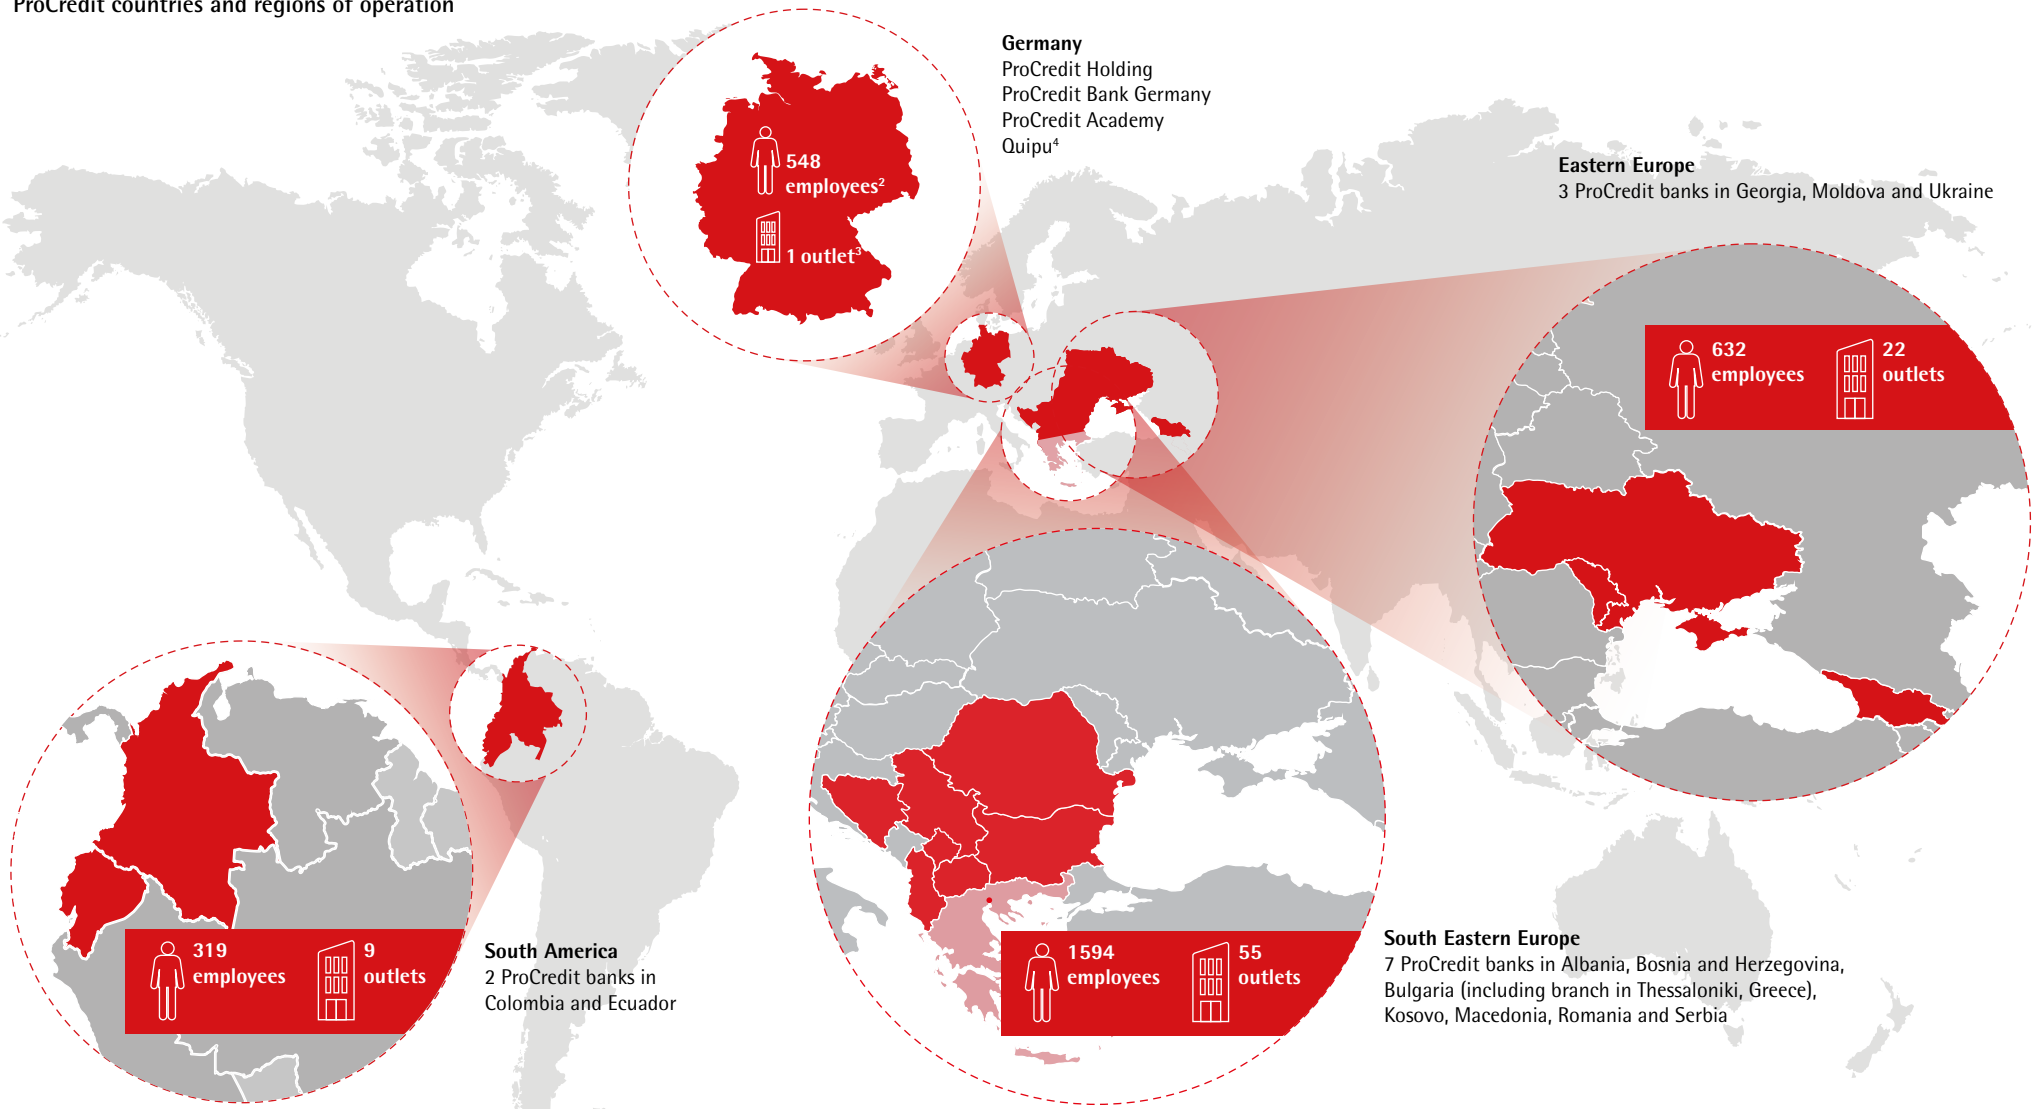 ProCredit countries and regions of operation
Germany
ProCredit Holding
ProCredit Bank Germany
ProCredit Academy
Quipu⁴
548
employees²
1 outlet³
Eastern Europe
3 ProCredit banks in Georgia, Moldova and Ukraine
632
employees
22
outlets
319
employees
9
outlets
South America
2 ProCredit banks in
Colombia and Ecuador
1594
employees
55
outlets
South Eastern Europe
7 ProCredit banks in Albania, Bosnia and Herzegovina,
Bulgaria (including branch in Thessaloniki, Greece),
Kosovo, Macedonia, Romania and Serbia